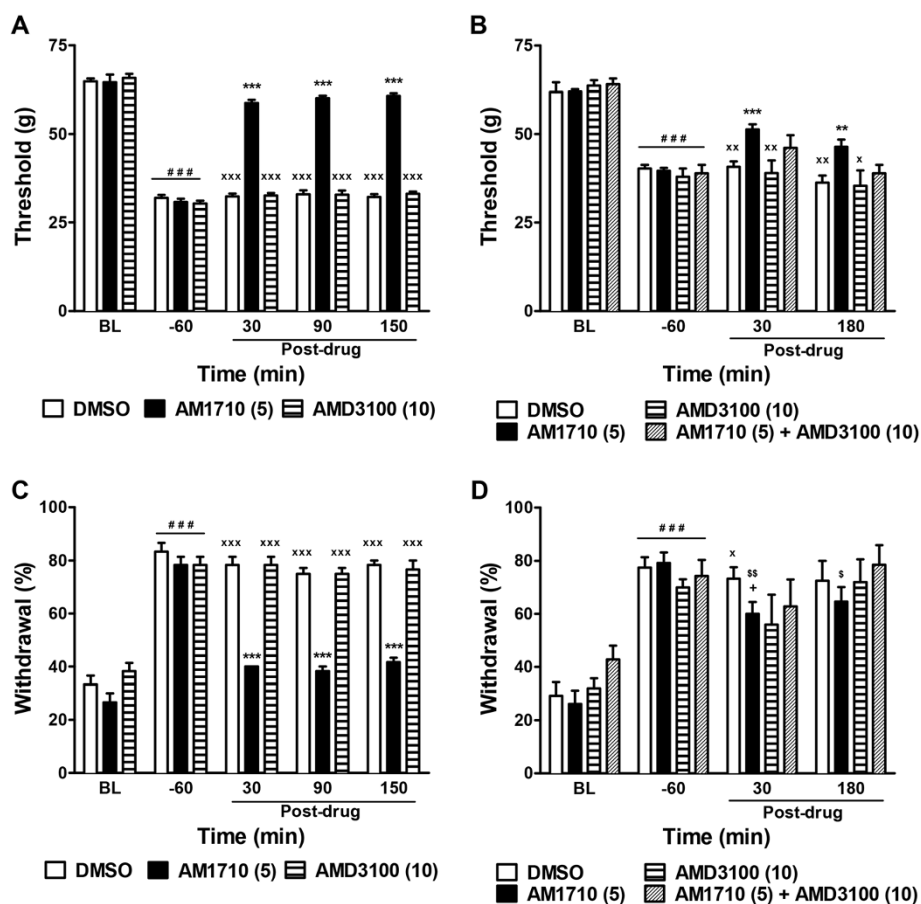 A
75
50
25
0
Threshold (g)
***
***
***
# # #
xxx xxx xxx xxx xxx xxx
BL -60 30 90 150
Post-drug
Time (min)
DMSO AM1710 (5) AMD3100 (10)
B
75
50
25
0
Threshold (g)
# # #
***
**
xx xx
xx x
BL -60 30 180
Post-drug
Time (min)
DMSO AMD3100 (10)
AM1710 (5) AM1710 (5) + AMD3100 (10)
C
100
80
60
40
20
0
Withdrawal (%)
# # #
xxx xxx xxx xxx xxx xxx
***
***
***
BL -60 30 90 150
Post-drug
Time (min)
DMSO AM1710 (5) AMD3100 (10)
D
100
80
60
40
20
0
Withdrawal (%)
# # #
x
$$
+
$
BL -60 30 180
Post-drug
Time (min)
DMSO AMD3100 (10)
AM1710 (5) AM1710 (5) + AMD3100 (10)